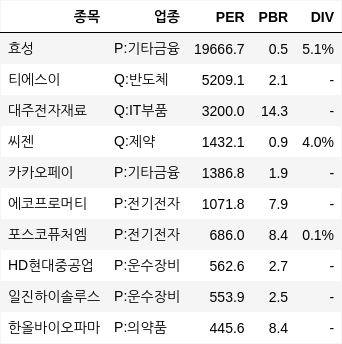 종목 업종 PER PBR DIV
효성 P:기타금융 19666.7 0.5 5.1%
티에스이 Q:반도체 5209.1 2.1 -
대주전자재료 Q:IT부품 3200.0 14.3 -
씨젠 Q:제약 1432.1 0.9 4.0%
카카오페이 P:기타금융 1386.8 1.9 -
에코프로머티 P:전기전자 1071.8 7.9 -
포스코퓨처엠 P:전기전자 686.0 8.4 0.1%
HD현대중공업 P:운수장비 562.6 2.7 -
일진하이솔루스 P:운수장비 553.9 2.5 -
한올바이오파마 P:의약품 445.6 8.4 -